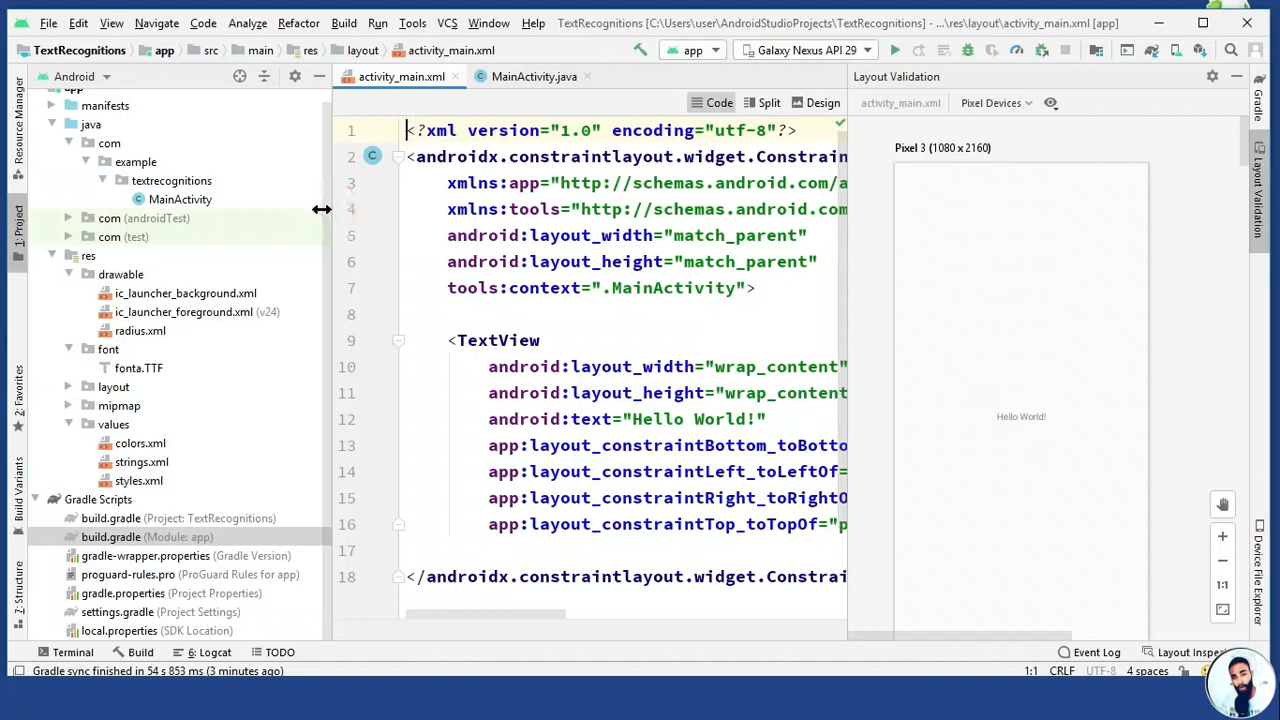 File Edit View Navigate Code Analyze Refactor Build Run Tools VCS Window Help TextRecognitions [C:\Users\user\AndroidStudioProjects\TextRecognitions] - ...\res\layout\activity_main.xml [app]
TextRecognitions app src main res layout activity_main.xml app Galaxy Nexus API 29
Android
activity_main.xml MainActivity.java
Layout Validation
Code Split Design
activity_main.xml Pixel Devices
Resource Manager
1: Project
2: Favorites
Build Variants
7: Structure
manifests
java
com
example
textrecognitions
MainActivity
com (androidTest)
com (test)
res
drawable
ic_launcher_background.xml
ic_launcher_foreground.xml (v24)
radius.xml
font
fonta.TTF
layout
mipmap
values
colors.xml
strings.xml
styles.xml
Gradle Scripts
build.gradle (Project: TextRecognitions)
build.gradle (Module: app)
gradle-wrapper.properties (Gradle Version)
proguard-rules.pro (ProGuard Rules for app)
gradle.properties (Project Properties)
settings.gradle (Project Settings)
local.properties (SDK Location)
1 <?xml version="1.0" encoding="utf-8"?>
2 <androidx.constraintlayout.widget.Constrain
3 xmlns:app="http://schemas.android.com/a
4 xmlns:tools="http://schemas.android.com
5 android:layout_width="match_parent"
6 android:layout_height="match_parent"
7 tools:context=".MainActivity">
8
9 <TextView
10 android:layout_width="wrap_content"
11 android:layout_height="wrap_content
12 android:text="Hello World!"
13 app:layout_constraintBottom_toBotto
14 app:layout_constraintLeft_toLeftOf=
15 app:layout_constraintRight_toRightO
16 app:layout_constraintTop_toTopOf="p
17
18 </androidx.constraintlayout.widget.Constrai
Pixel 3 (1080 x 2160)
Hello World!
1:1
Gradle
Layout Validation
Device File Explorer
Terminal Build 6: Logcat TODO Event Log Layout Inspec
Gradle sync finished in 54 s 853 ms (3 minutes ago) 1:1 CRLF UTF-8 4 spaces